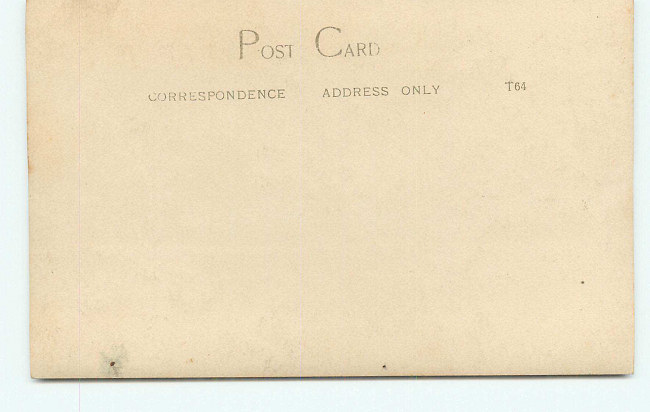 POST CARD
CORRESPONDENCE ADDRESS ONLY T64